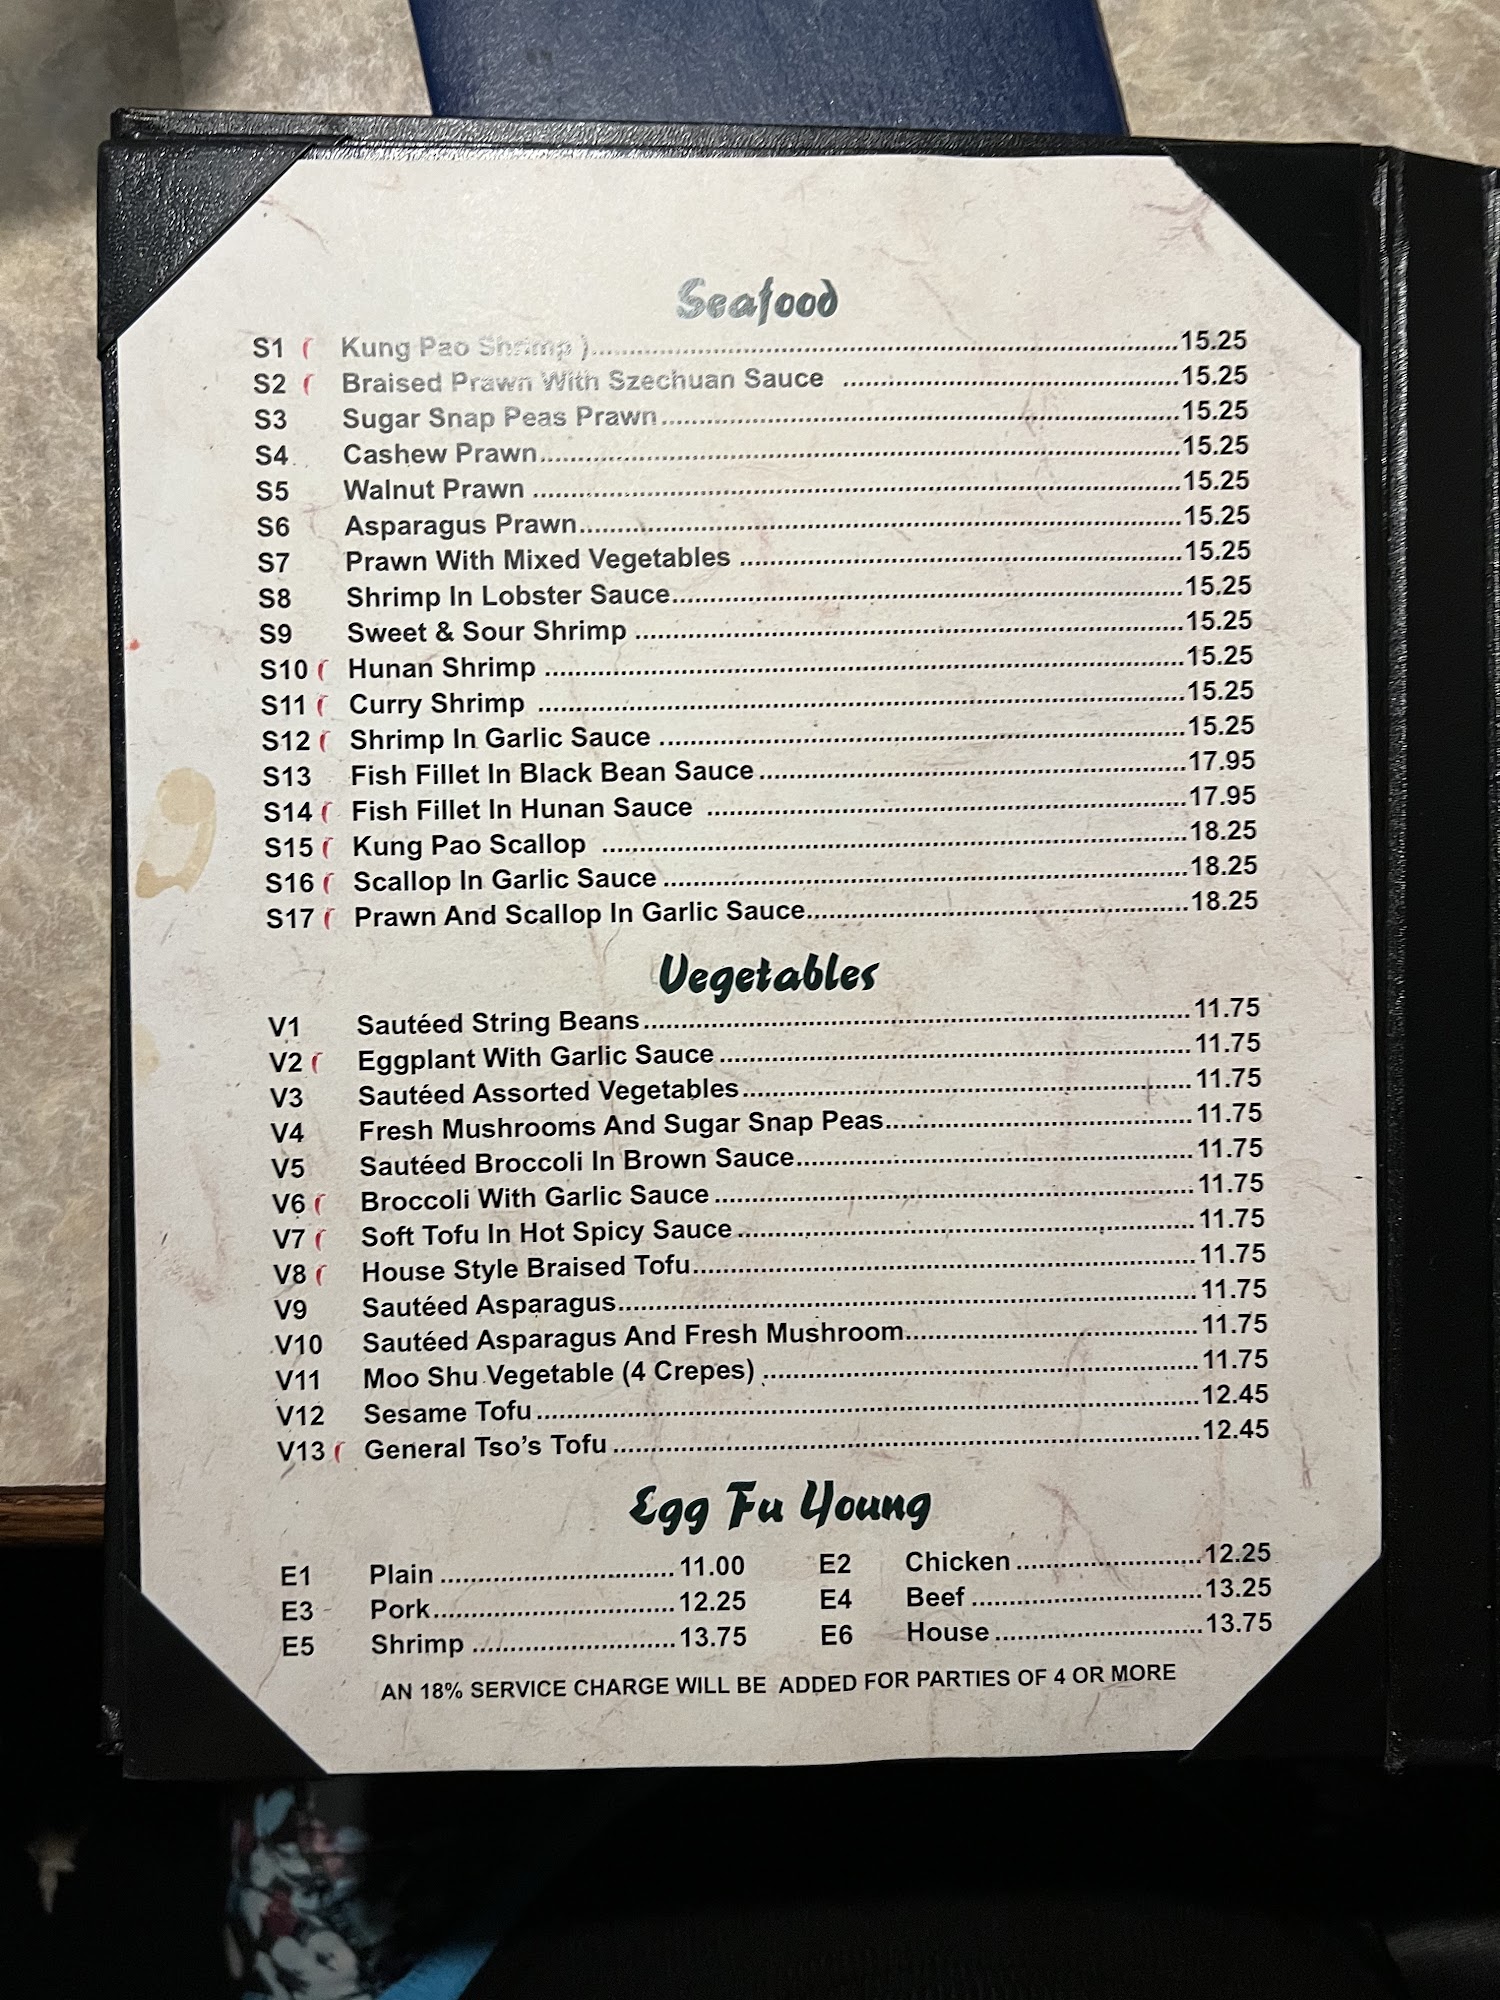 Seafood
S1 Kung Pao Shrimp ) 15.25
S2 Braised Prawn With Szechuan Sauce 15.25
S3 Sugar Snap Peas Prawn 15.25
S4 Cashew Prawn 15.25
S5 Walnut Prawn 15.25
S6 Asparagus Prawn 15.25
S7 Prawn With Mixed Vegetables 15.25
S8 Shrimp In Lobster Sauce 15.25
S9 Sweet & Sour Shrimp 15.25
S10 Hunan Shrimp 15.25
S11 Curry Shrimp 15.25
S12 Shrimp In Garlic Sauce 15.25
S13 Fish Fillet In Black Bean Sauce 17.95
S14 Fish Fillet In Hunan Sauce 17.95
S15 Kung Pao Scallop 18.25
S16 Scallop In Garlic Sauce 18.25
S17 Prawn And Scallop In Garlic Sauce 18.25
Vegetables
V1 Sautéed String Beans 11.75
V2 Eggplant With Garlic Sauce 11.75
V3 Sautéed Assorted Vegetables 11.75
V4 Fresh Mushrooms And Sugar Snap Peas 11.75
V5 Sautéed Broccoli In Brown Sauce 11.75
V6 Broccoli With Garlic Sauce 11.75
V7 Soft Tofu In Hot Spicy Sauce 11.75
V8 House Style Braised Tofu 11.75
V9 Sautéed Asparagus 11.75
V10 Sautéed Asparagus And Fresh Mushroom 11.75
V11 Moo Shu Vegetable (4 Crepes) 11.75
V12 Sesame Tofu 12.45
V13 General Tso's Tofu 12.45
Egg Fu Young
E1 Plain 11.00 E2 Chicken 12.25
E3 Pork 12.25 E4 Beef 13.25
E5 Shrimp 13.75 E6 House 13.75
AN 18% SERVICE CHARGE WILL BE ADDED FOR PARTIES OF 4 OR MORE